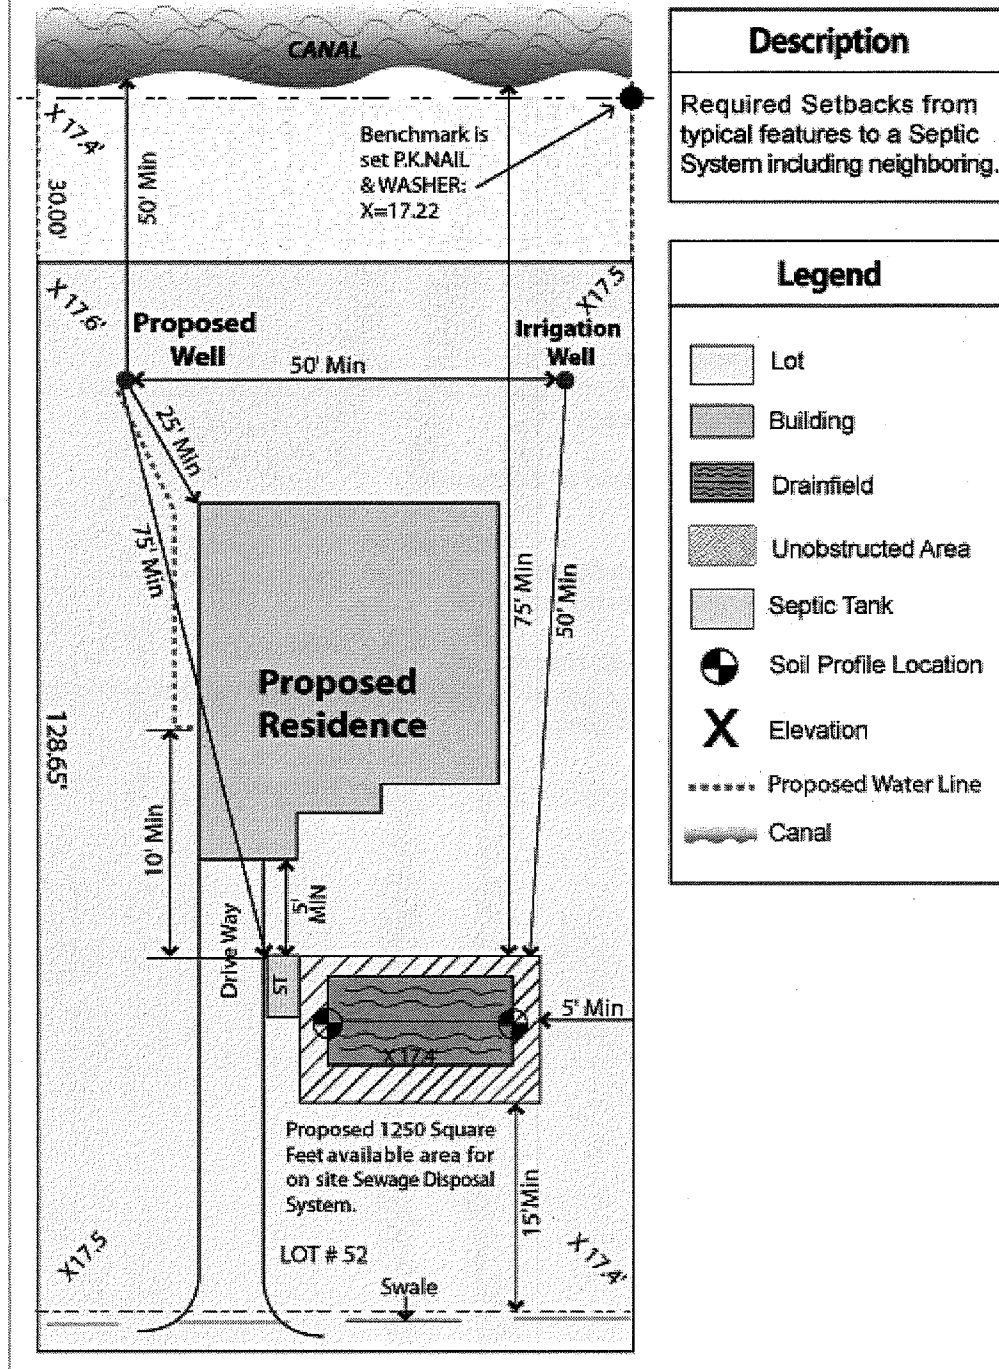 CANAL
X 17.4'
Benchmark is
set P.K.NAIL
& WASHER:
X=17.22
50' Min
30.00'
X 17.6'
X17.5
Proposed
Well
Irrigation
Well
50' Min
25' Min
75' Min
75' Min
50' Min
Proposed
Residence
128.65'
10' Min
5'
MIN
Drive Way
ST
5' Min
X 17.4
Proposed 1250 Square
Feet available area for
on site Sewage Disposal
System.
15'Min
LOT # 52
X17.5
X 17.4'
Swale
Description
Required Setbacks from
typical features to a Septic
System including neighboring.
Legend
Lot
Building
Drainfield
Unobstructed Area
Septic Tank
Soil Profile Location
X Elevation
Proposed Water Line
Canal